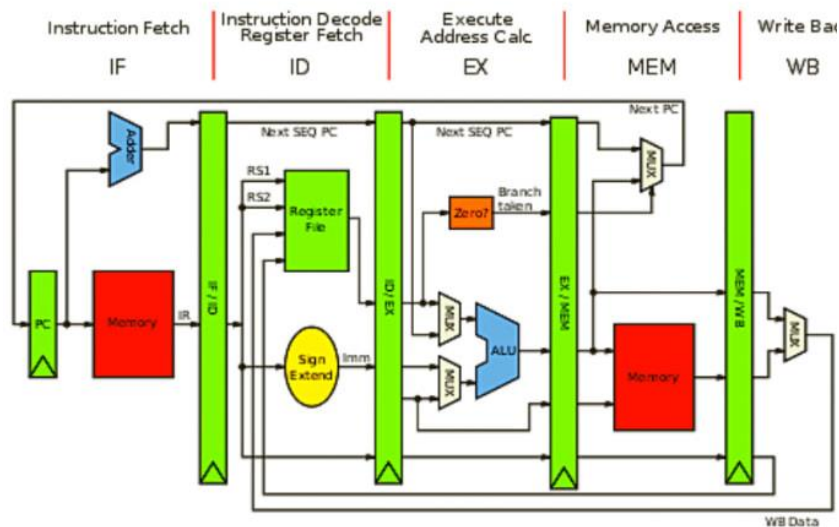 Instruction Fetch
IF
Instruction Decode
Register Fetch
ID
Execute
Address Calc.
EX
Memory Access
MEM
Write Bac
WB
Next PC
Adder
Next SEQ PC
Next SEQ PC
MUX
RS1
RS2
Register
File
Branch
taken
Zero?
PC
Memory
IR
IF / ID
ID/EX
MUX
ALU
MUX
EX / MEM
MEM/WB
MUX
Sign
Extend
Imm
Memory
WB Data